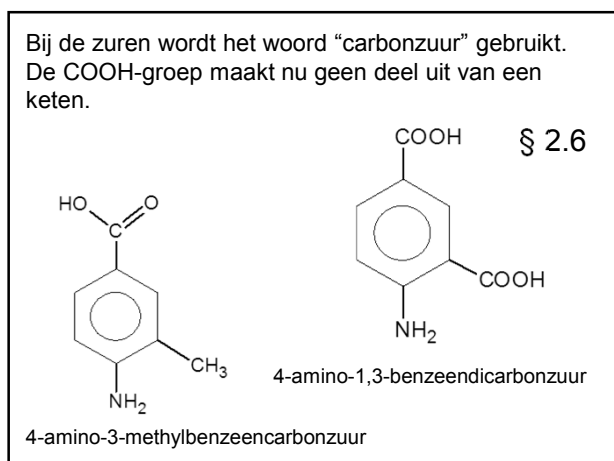 Bij de zuren wordt het woord “carbonzuur” gebruikt.
De COOH-groep maakt nu geen deel uit van een
keten.
§ 2.6
COOH
COOH
NH₂
4-amino-1,3-benzeendicarbonzuur
HO
O
C
CH₃
NH₂
4-amino-3-methylbenzeencarbonzuur